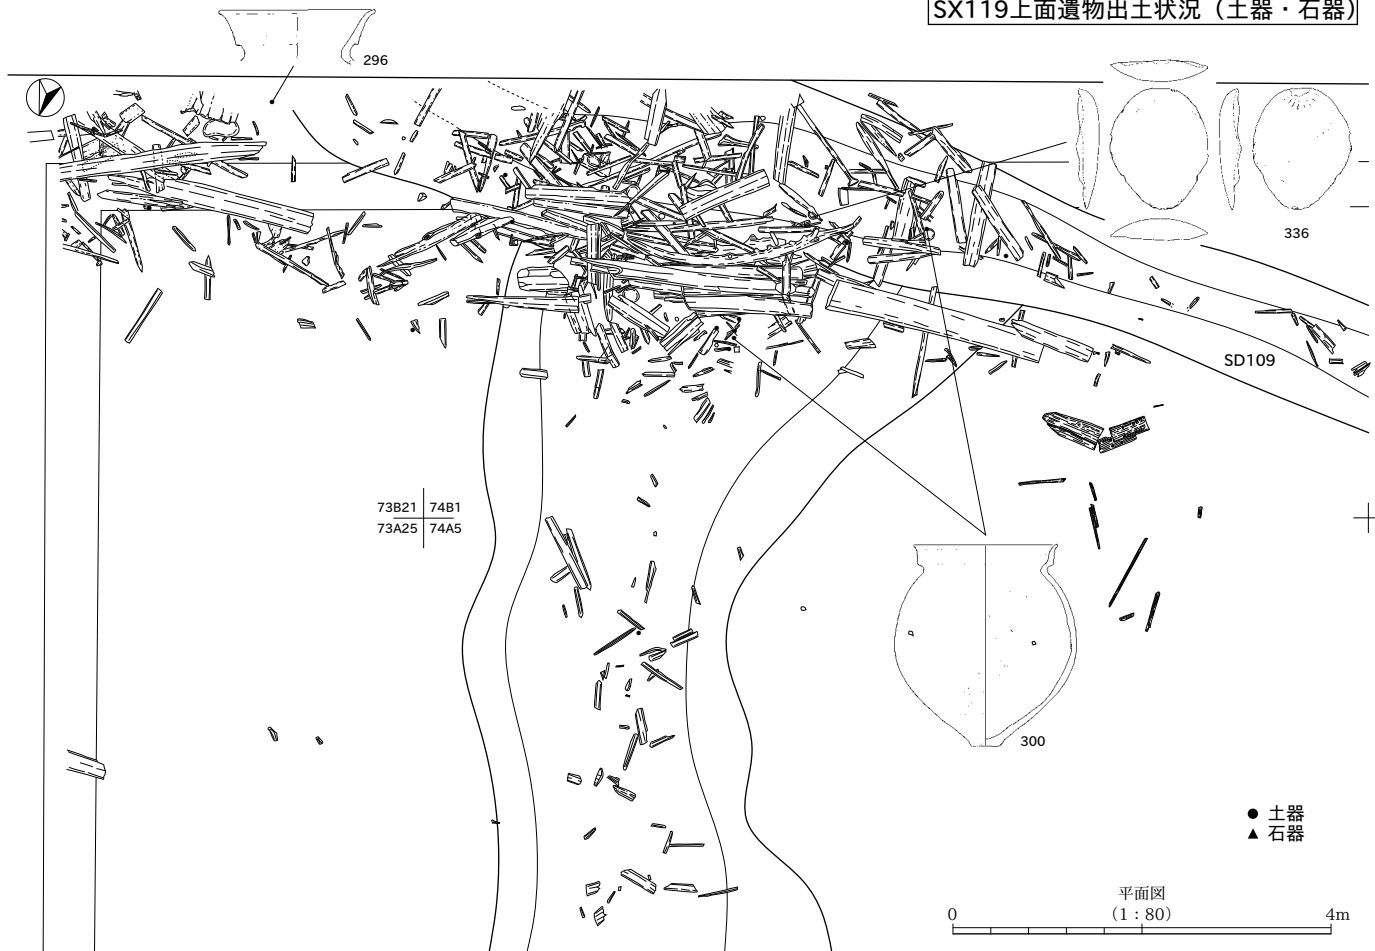 SX119上面遺物出土状況（土器・石器）
296
336
SD109
73B21 74B1
73A25 74A5
300
● 土器
▲ 石器
平面図
（1：80）
0 4m